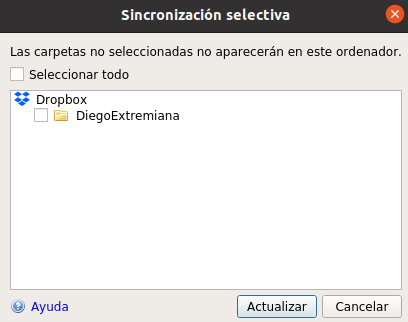 Sincronización selectiva
Las carpetas no seleccionadas no aparecerán en este ordenador.
Seleccionar todo
Dropbox
DiegoExtremiana
Ayuda
Actualizar
Cancelar